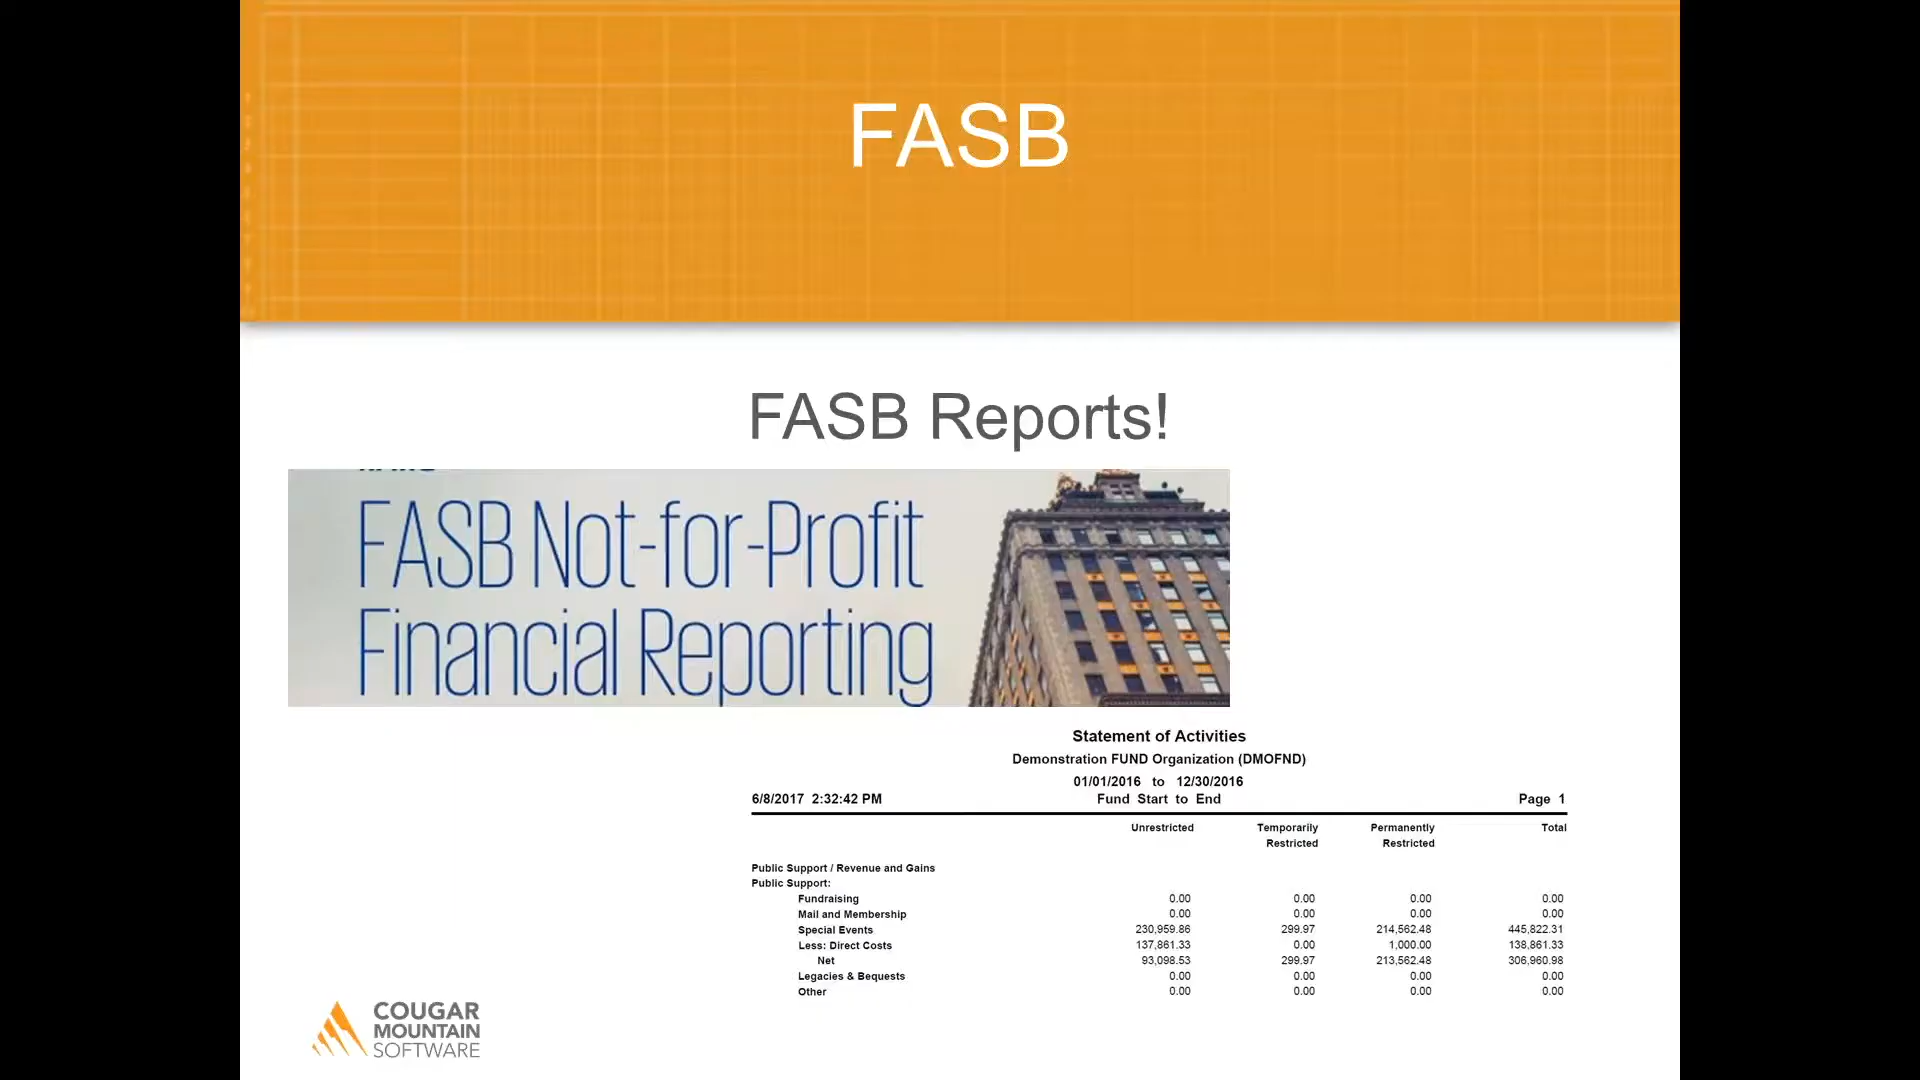 FASB
FASB Reports!
FASB Not-for-Profit
Financial Reporting
Statement of Activities
Demonstration FUND Organization (DMOFND)
01/01/2016 to 12/30/2016
6/8/2017 2:32:42 PM Fund Start to End Page 1
Unrestricted Temporarily Permanently Total
Restricted Restricted
Public Support / Revenue and Gains
Public Support:
Fundraising 0.00 0.00 0.00 0.00
Mail and Membership 0.00 0.00 0.00 0.00
Special Events 230,959.86 299.97 214,562.48 445,822.31
Less: Direct Costs 137,861.33 0.00 1,000.00 138,861.33
Net 93,098.53 299.97 213,562.48 306,960.98
Legacies & Bequests 0.00 0.00 0.00 0.00
Other 0.00 0.00 0.00 0.00
COUGAR
MOUNTAIN
SOFTWARE